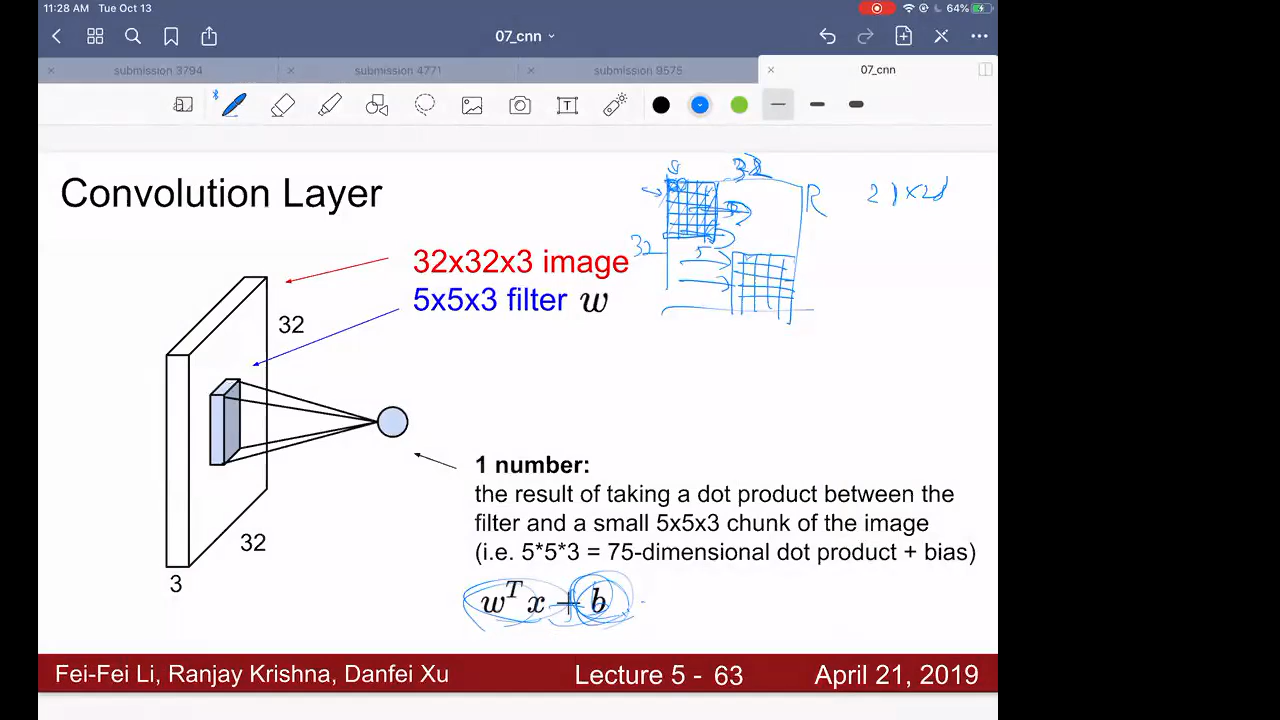 11:28 AM Tue Oct 13
64%
07_cnn
submission 3794
submission 4771
submission 9575
07_cnn
T
Convolution Layer
32
R
32
5
32x32x3 image
5x5x3 filter w
32
1 number:
the result of taking a dot product between the
filter and a small 5x5x3 chunk of the image
(i.e. 5*5*3 = 75-dimensional dot product + bias)
32
3
wᵀx + b
Fei-Fei Li, Ranjay Krishna, Danfei Xu
Lecture 5 - 63
April 21, 2019